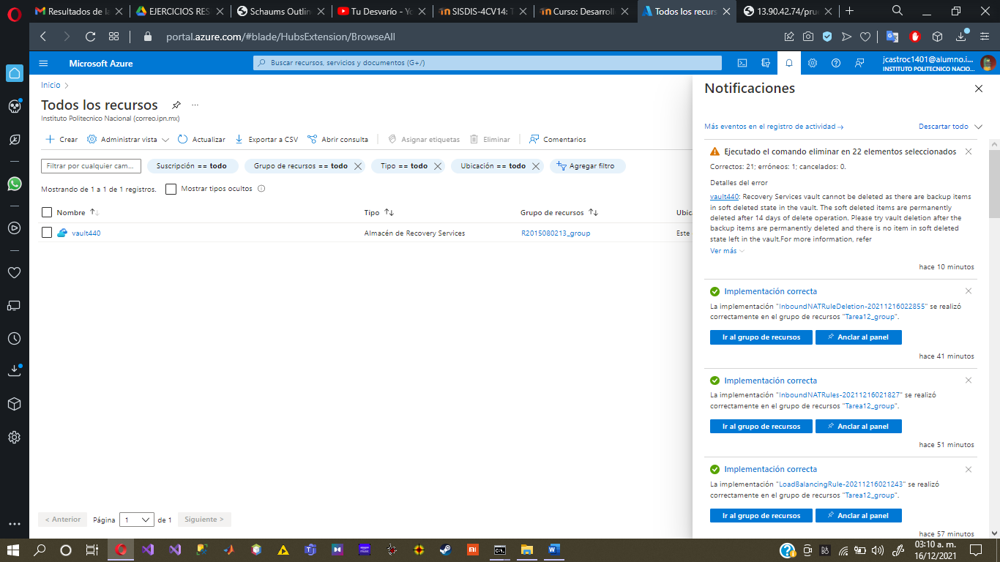 Resultados de la
EJERCICIOS RES
Schaums Outlin
Tu Desvarío - Yo
SISDIS-4CV14: T
Curso: Desarroll
Todos los recurs
13.90.42.74/pru
portal.azure.com/#blade/HubsExtension/BrowseAll
Microsoft Azure
Buscar recursos, servicios y documentos (G+/)
jcastroc1401@alumno.i...
INSTITUTO POLITECNICO NACIO...
Inicio
Todos los recursos
Instituto Politecnico Nacional (correo.ipn.mx)
Crear
Administrar vista
Actualizar
Exportar a CSV
Abrir consulta
Asignar etiquetas
Eliminar
Comentarios
Filtrar por cualquier cam...
Suscripción == todo
Grupo de recursos == todo
Tipo == todo
Ubicación == todo
Agregar filtro
Mostrando de 1 a 1 de 1 registros.
Mostrar tipos ocultos
Nombre
Tipo
Grupo de recursos
Ubica
vault440
Almacén de Recovery Services
R2015080213_group
Este
< Anterior
Página
1
de 1
Siguiente >
Notificaciones
Más eventos en el registro de actividad →
Descartar todo
Ejecutado el comando eliminar en 22 elementos seleccionados
Correctos: 21; erróneos: 1; cancelados: 0.
Detalles del error
vault440: Recovery Services vault cannot be deleted as there are backup items
in soft deleted state in the vault. The soft deleted items are permanently
deleted after 14 days of delete operation. Please try vault deletion after the
backup items are permanently deleted and there is no item in soft deleted
state left in the vault.For more information, refer
Ver más
hace 10 minutos
Implementación correcta
La implementación "InboundNATRuleDeletion-20211216022855" se realizó
correctamente en el grupo de recursos "Tarea12_group".
Ir al grupo de recursos
Anclar al panel
hace 41 minutos
Implementación correcta
La implementación "InboundNATRules-20211216021827" se realizó
correctamente en el grupo de recursos "Tarea12_group".
Ir al grupo de recursos
Anclar al panel
hace 51 minutos
Implementación correcta
La implementación "LoadBalancingRule-20211216021243" se realizó
correctamente en el grupo de recursos "Tarea12_group".
Ir al grupo de recursos
Anclar al panel
hace 57 minutos
03:10 a. m.
16/12/2021